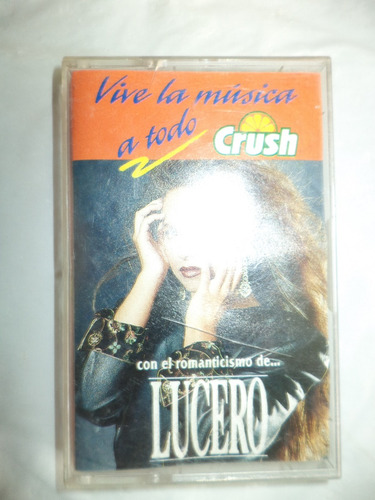 Vive la música
a todo
Crush
con el romanticismo de...
LUCERO